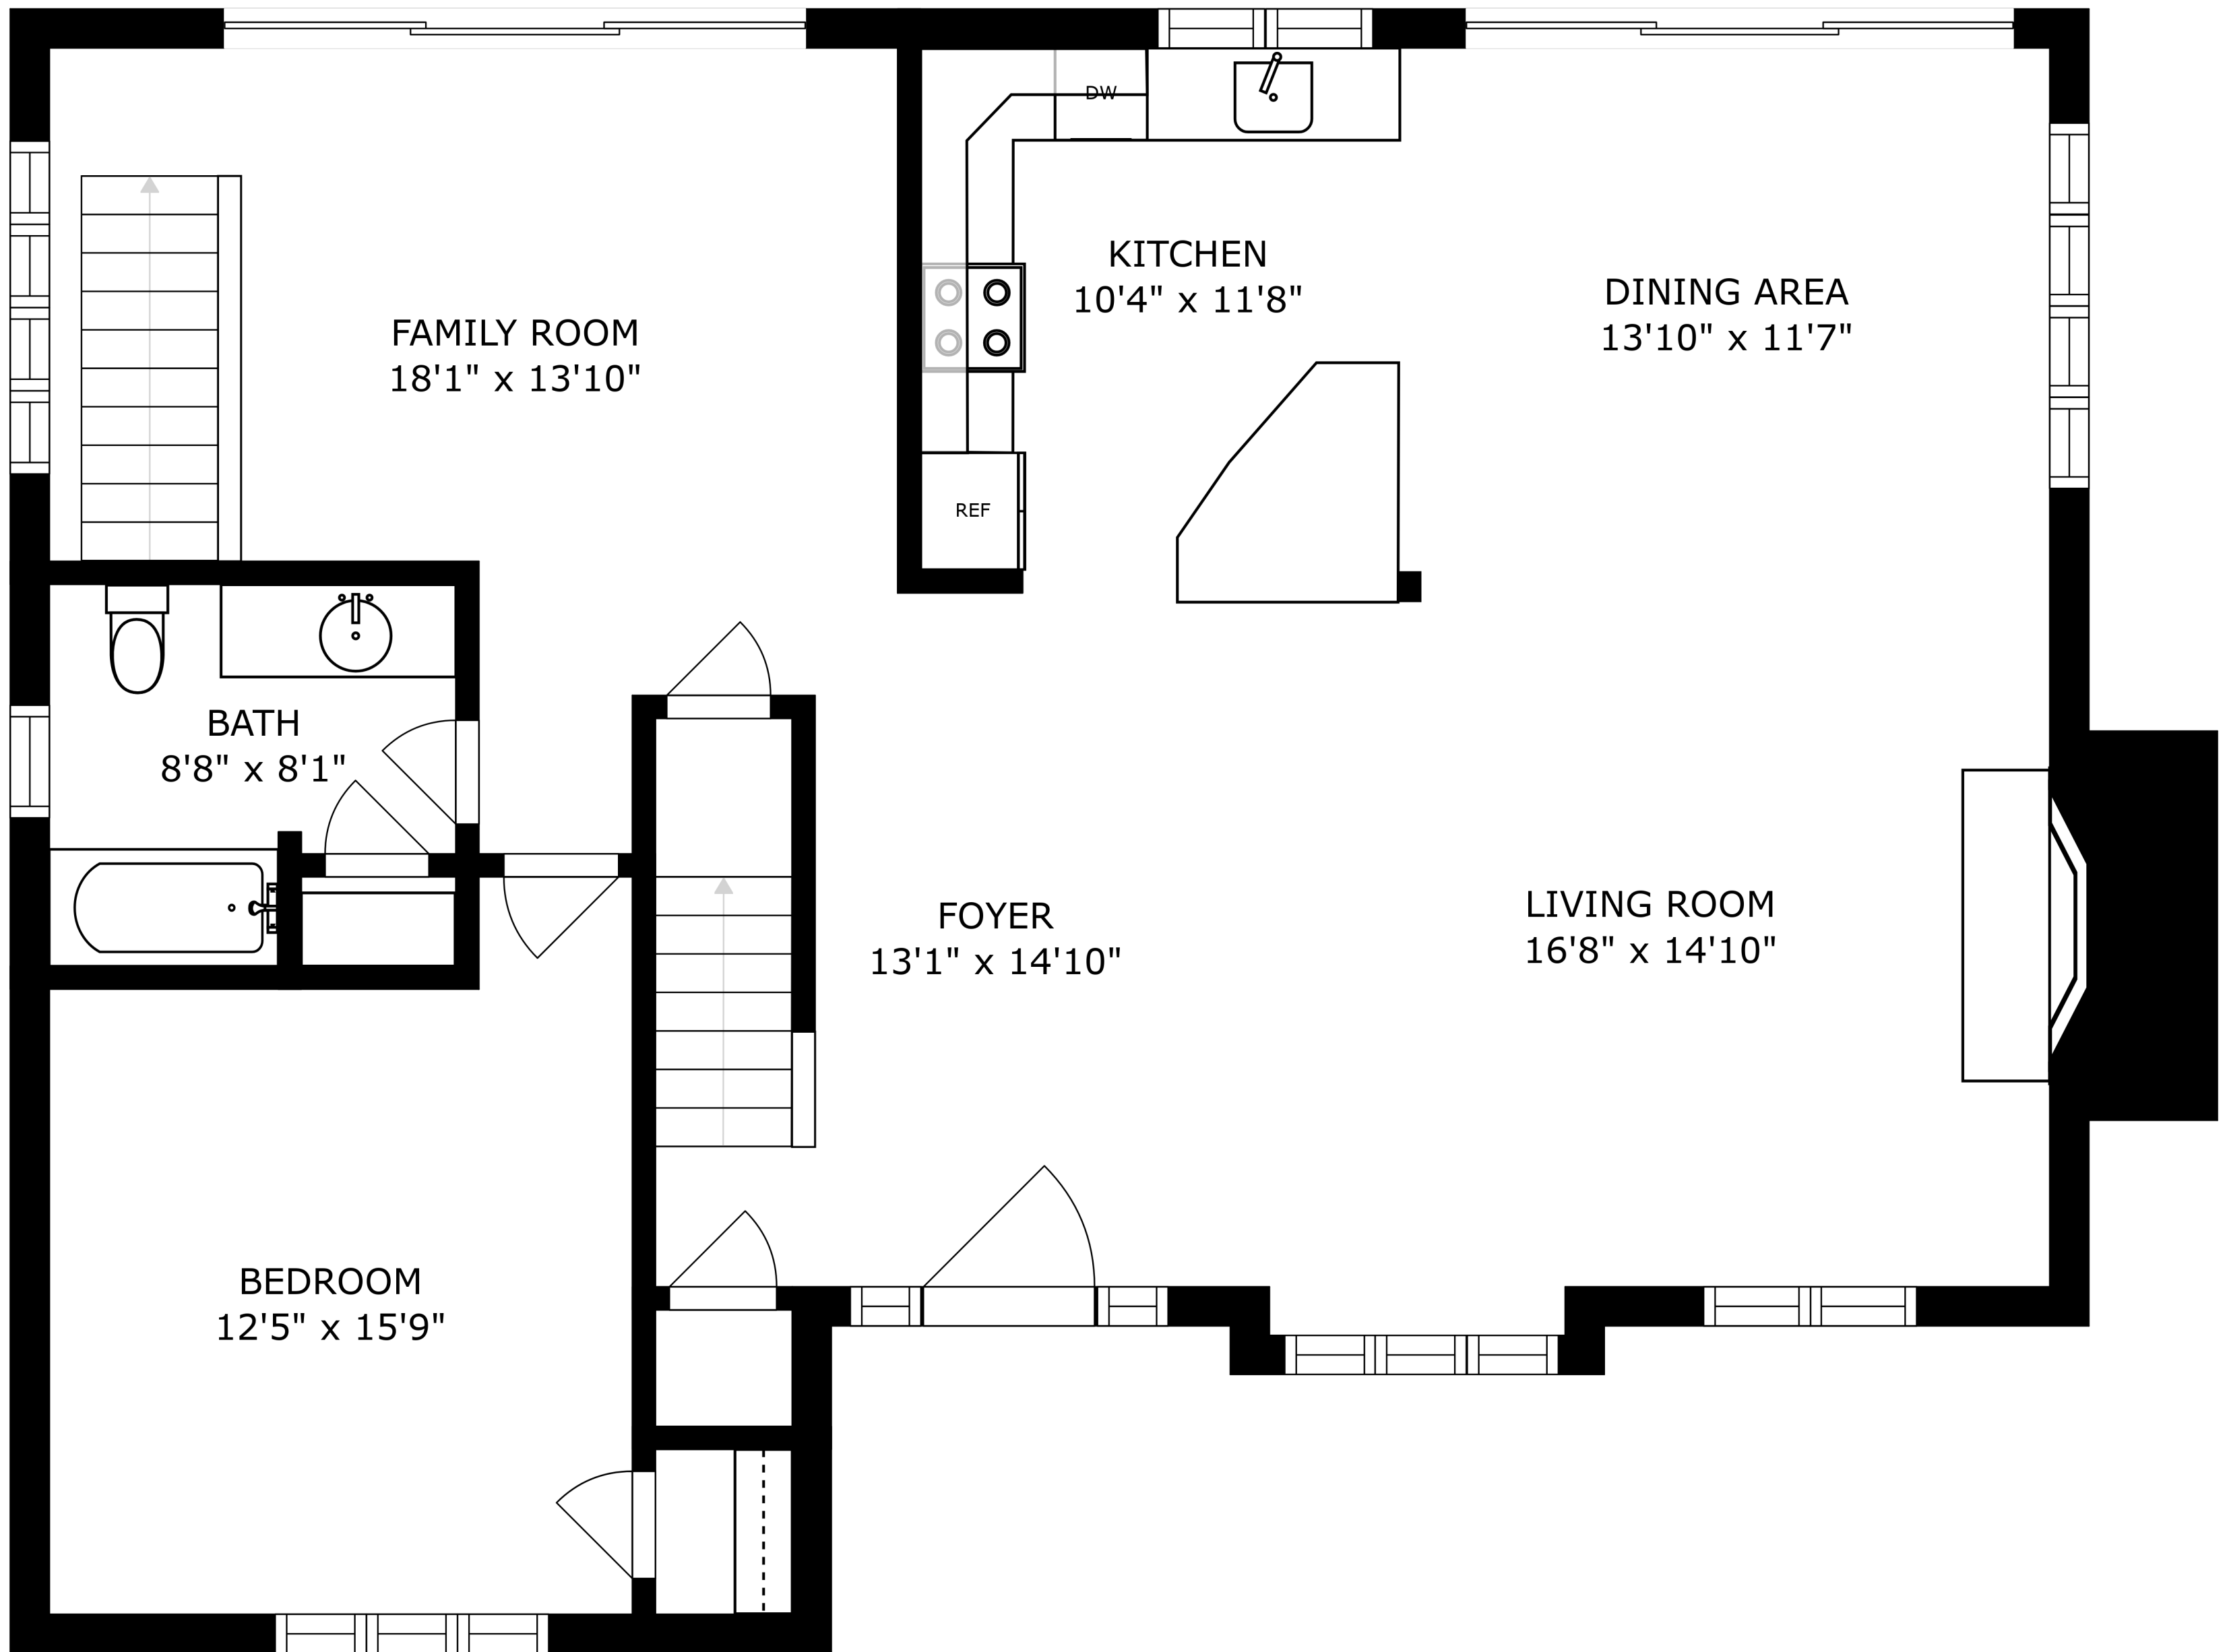 DW
KITCHEN
10'4" x 11'8"
DINING AREA
13'10" x 11'7"
FAMILY ROOM
18'1" x 13'10"
REF
BATH
8'8" x 8'1"
FOYER
13'1" x 14'10"
LIVING ROOM
16'8" x 14'10"
BEDROOM
12'5" x 15'9"